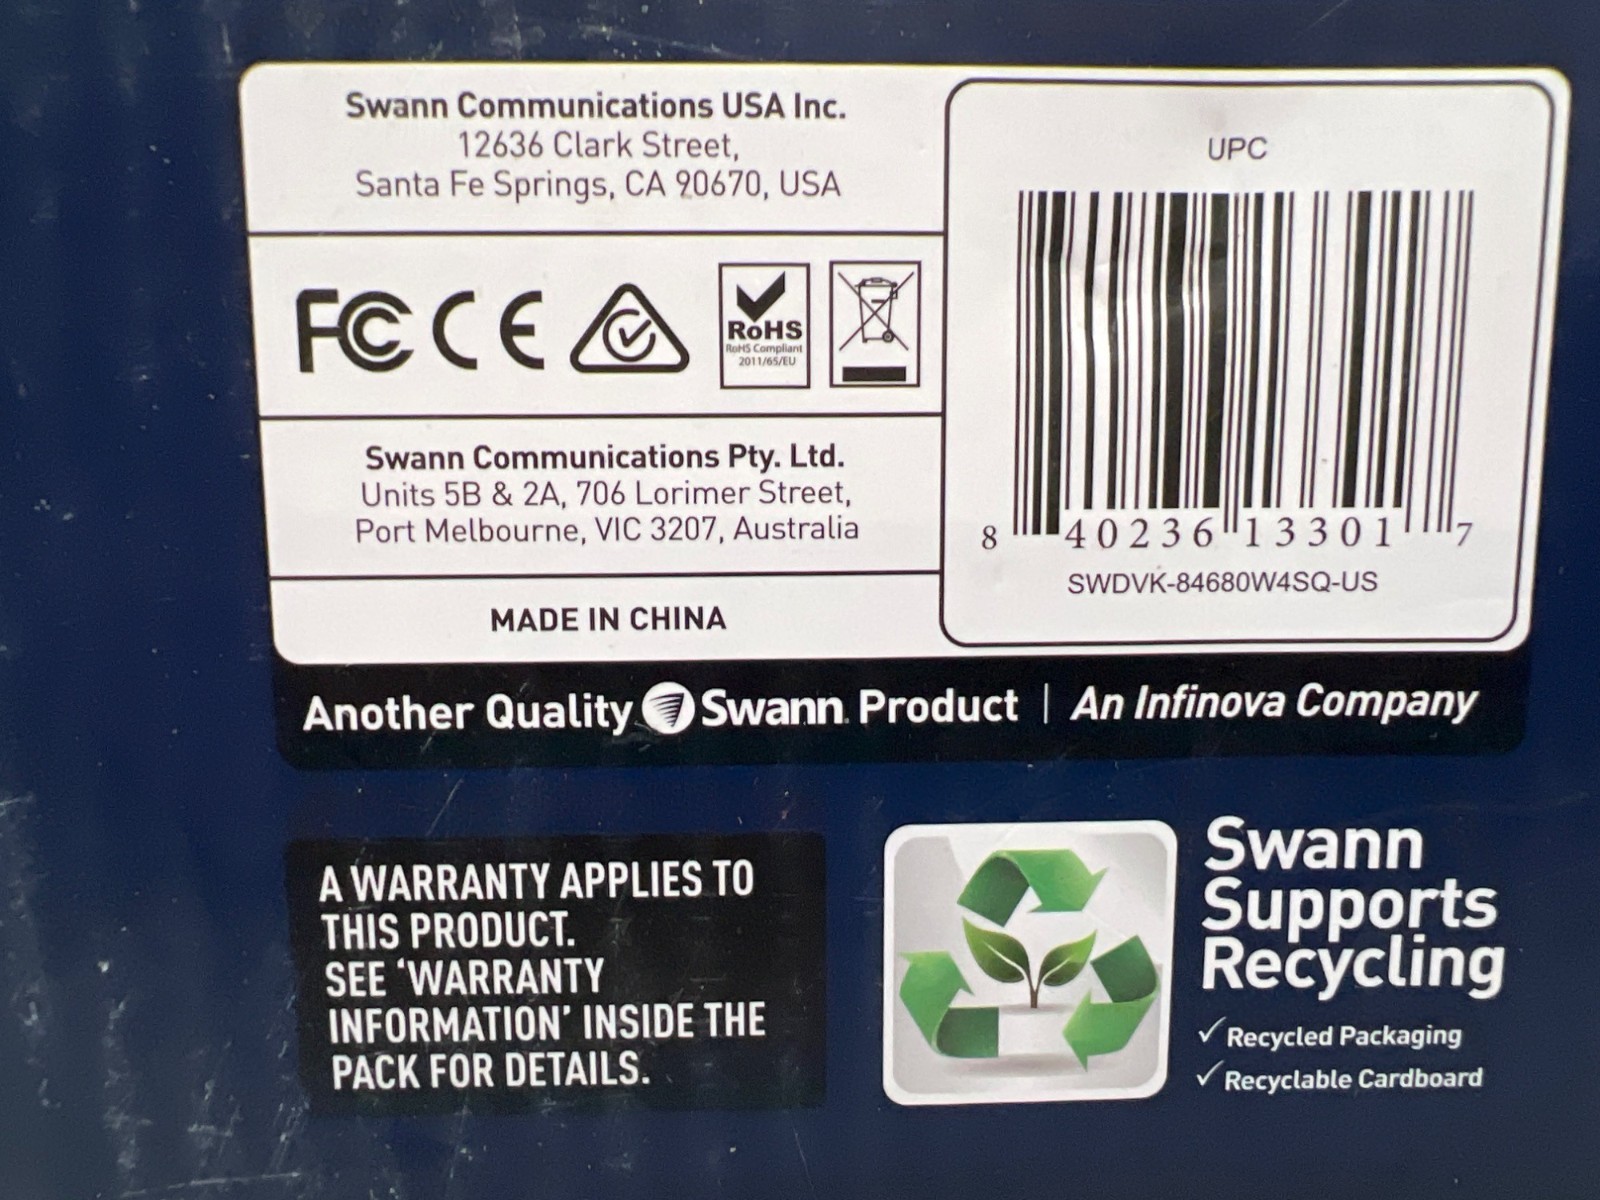 Swann Communications USA Inc.
12636 Clark Street,
Santa Fe Springs, CA 90670, USA
FC CE
RoHS
RoHS Compliant
2011/65/EU
Swann Communications Pty. Ltd.
Units 5B & 2A, 706 Lorimer Street,
Port Melbourne, VIC 3207, Australia
MADE IN CHINA
UPC
8 40236 13301 7
SWDVK-84680W4SQ-US
Another Quality Swann Product | An Infinova Company
A WARRANTY APPLIES TO
THIS PRODUCT.
SEE ‘WARRANTY
INFORMATION’ INSIDE THE
PACK FOR DETAILS.
Swann
Supports
Recycling
✓ Recycled Packaging
✓ Recyclable Cardboard